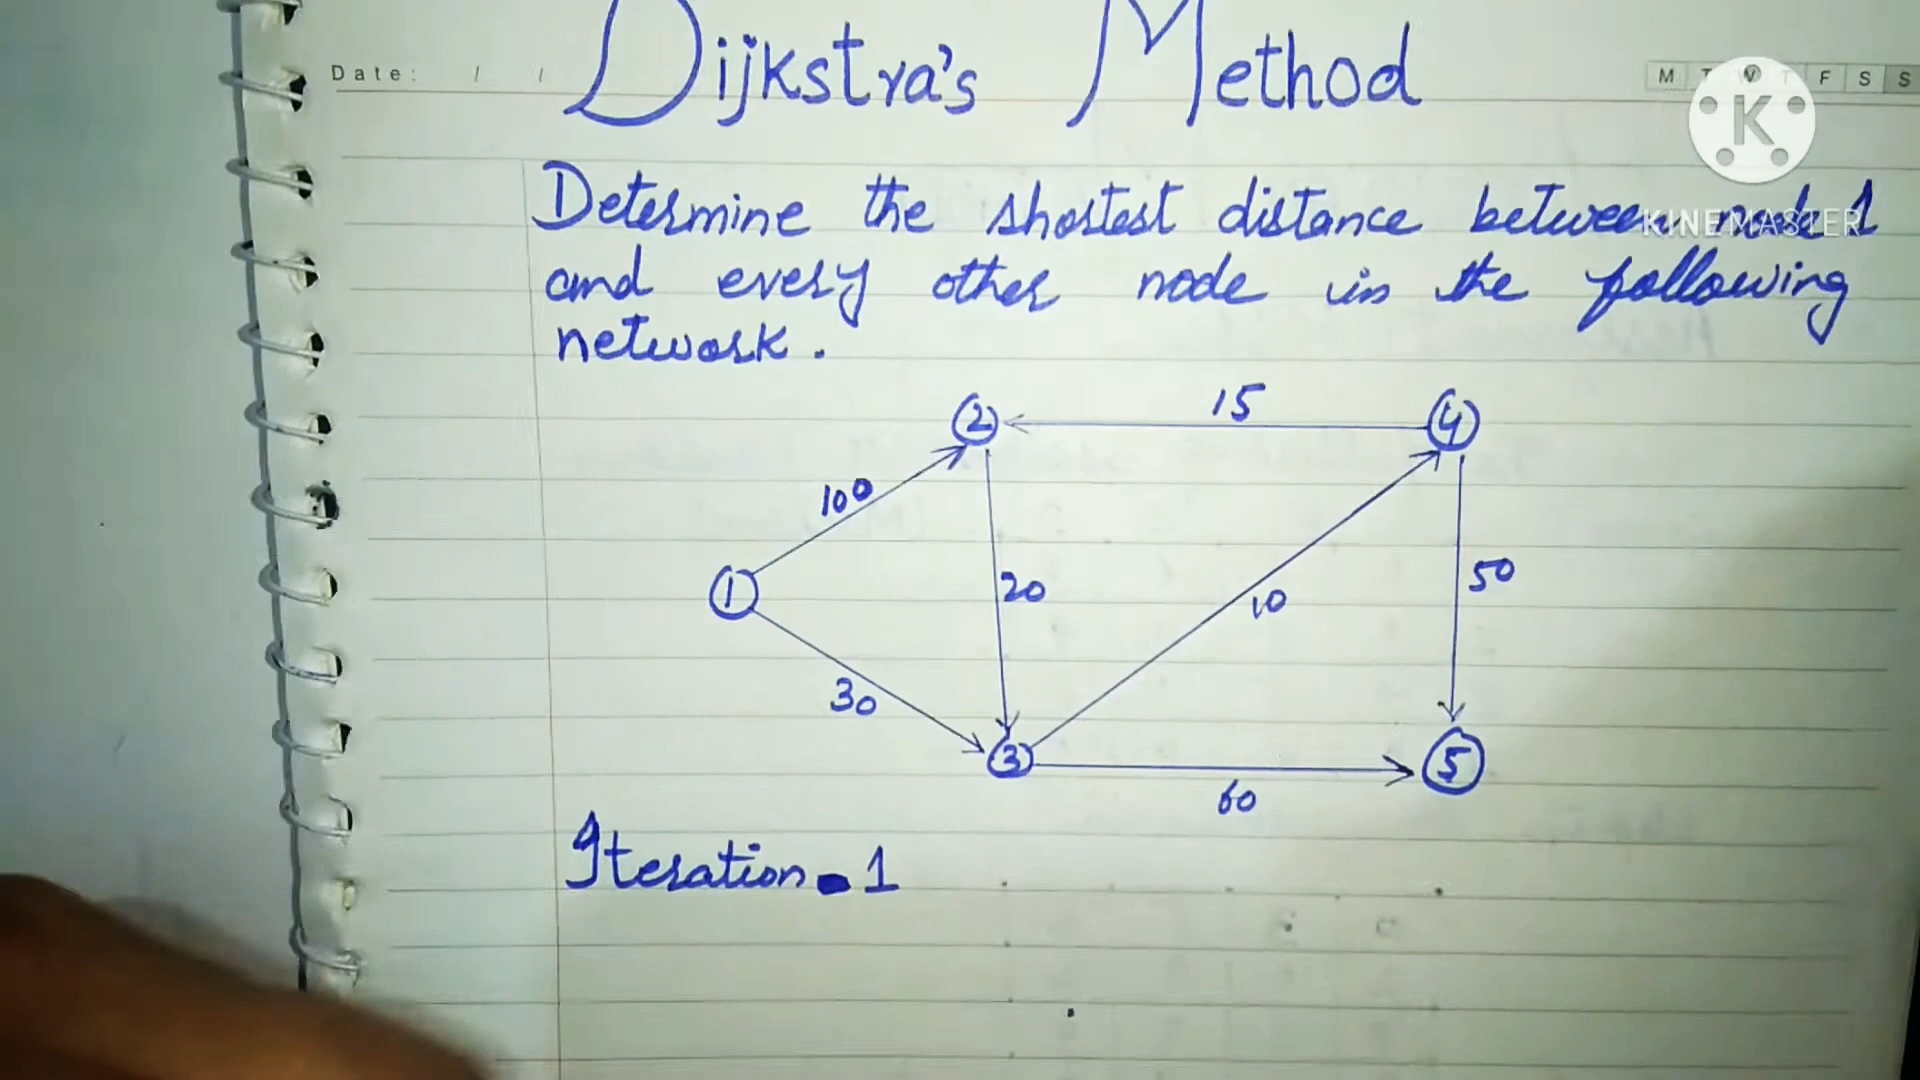 Dijkstra's Method
Date: / /
M T W T F S S
K
Determine the shortest distance between node 1
KINEMASTER
and every other node in the following
network.
2
15
4
100
1
20
10
50
30
3
60
5
Iteration - 1